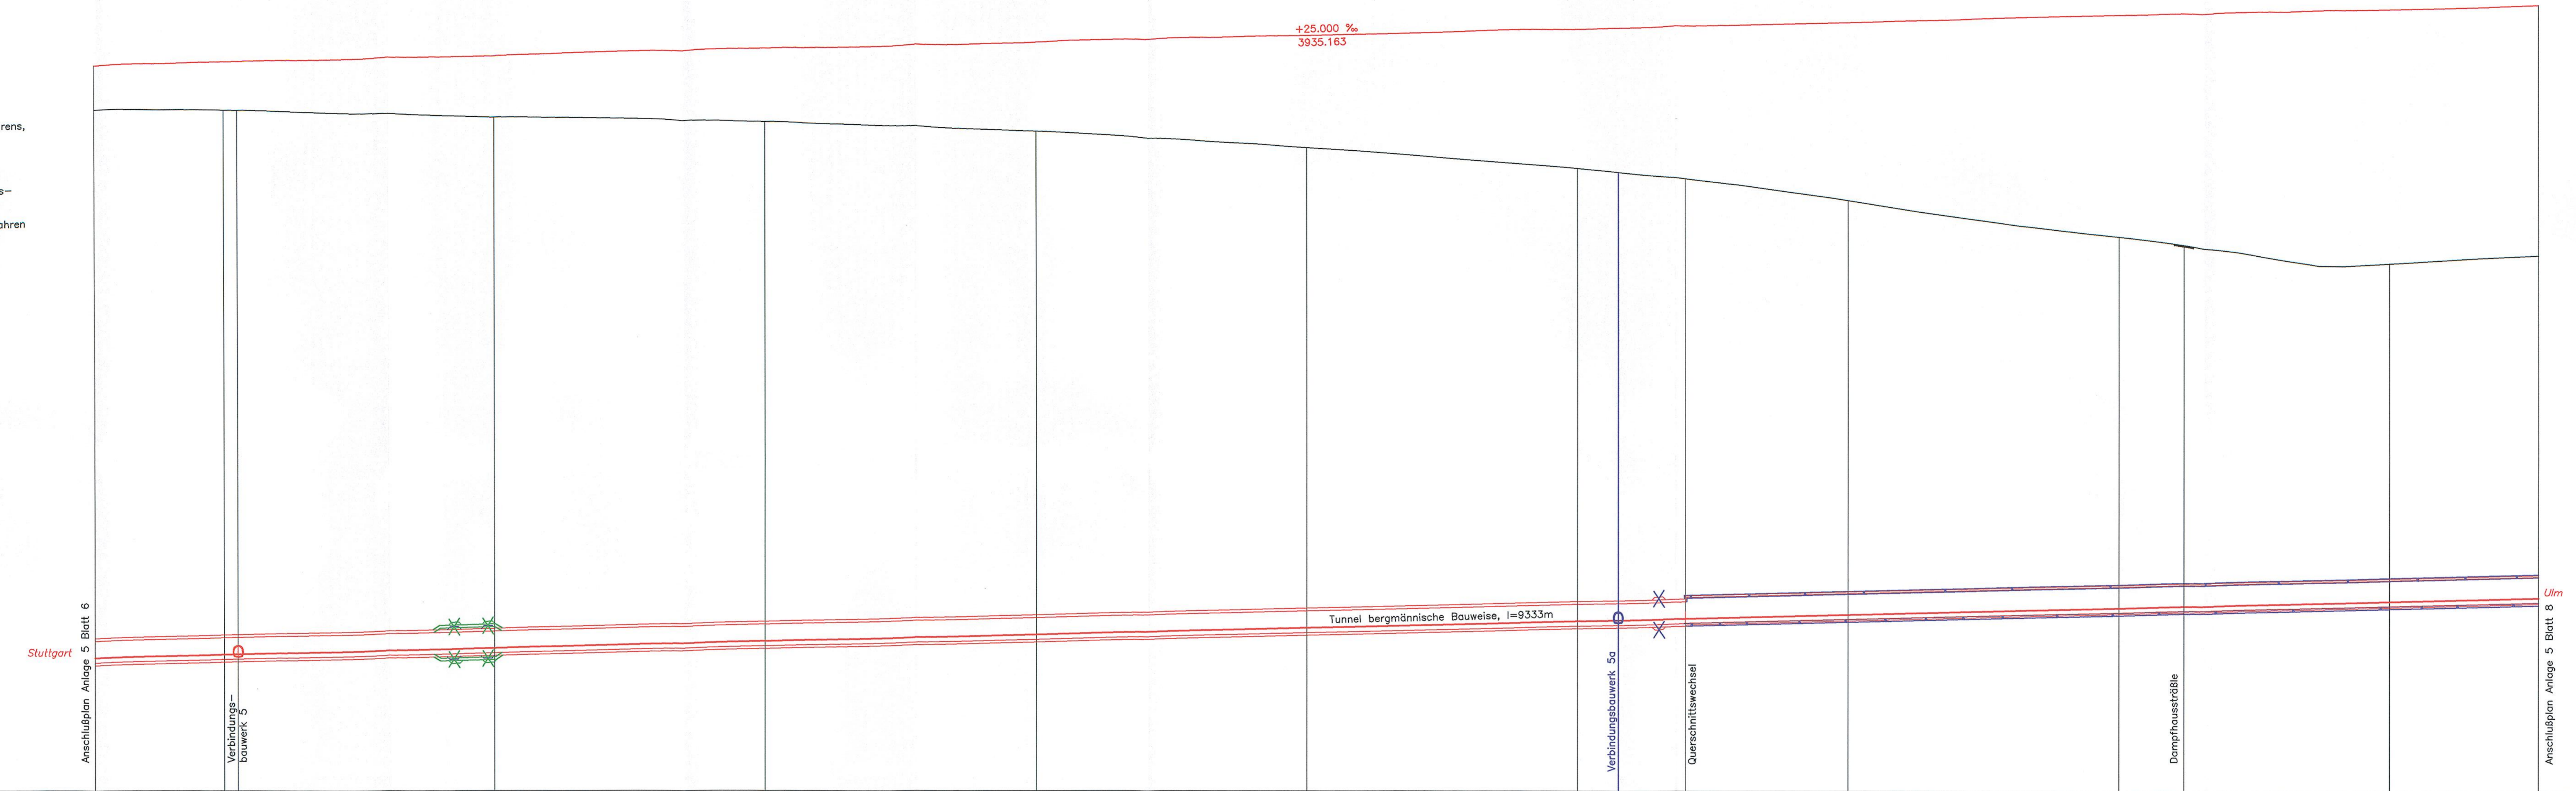 +25.000 ‰
3935.163
rens,
s–
ahren
Tunnel bergmännische Bauweise, l=9333m
Stuttgart
Ulm
Anschlußplan Anlage 5 Blatt 6
Verbindungs–
bauwerk 5
Verbindungsbauwerk 5a
Querschnittswechsel
Dampfhaussträßle
Anschlußplan Anlage 5 Blatt 8